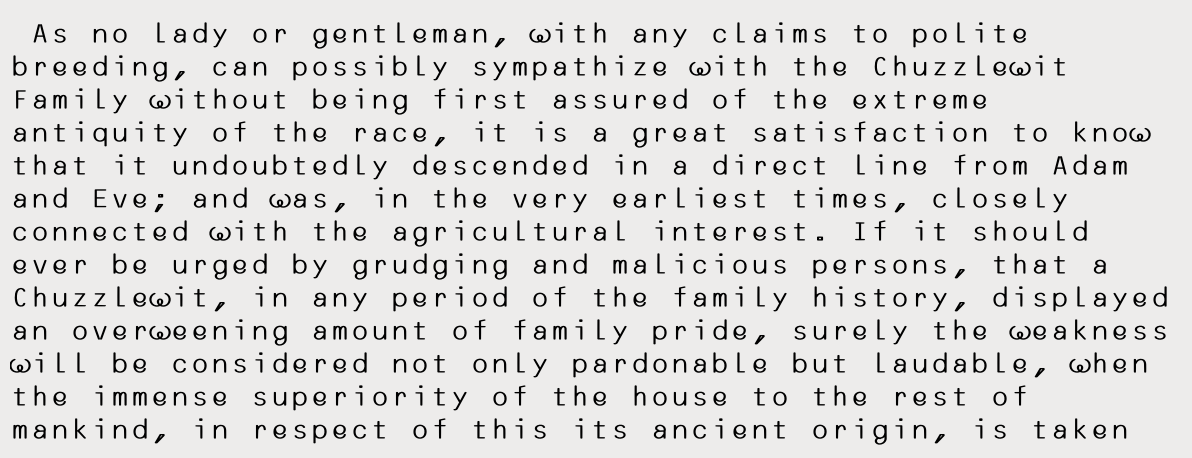 As no lady or gentleman, with any claims to polite
breeding, can possibly sympathize with the Chuzzlewit
Family without being first assured of the extreme
antiquity of the race, it is a great satisfaction to know
that it undoubtedly descended in a direct line from Adam
and Eve; and was, in the very earliest times, closely
connected with the agricultural interest. If it should
ever be urged by grudging and malicious persons, that a
Chuzzlewit, in any period of the family history, displayed
an overweening amount of family pride, surely the weakness
will be considered not only pardonable but laudable, when
the immense superiority of the house to the rest of
mankind, in respect of this its ancient origin, is taken